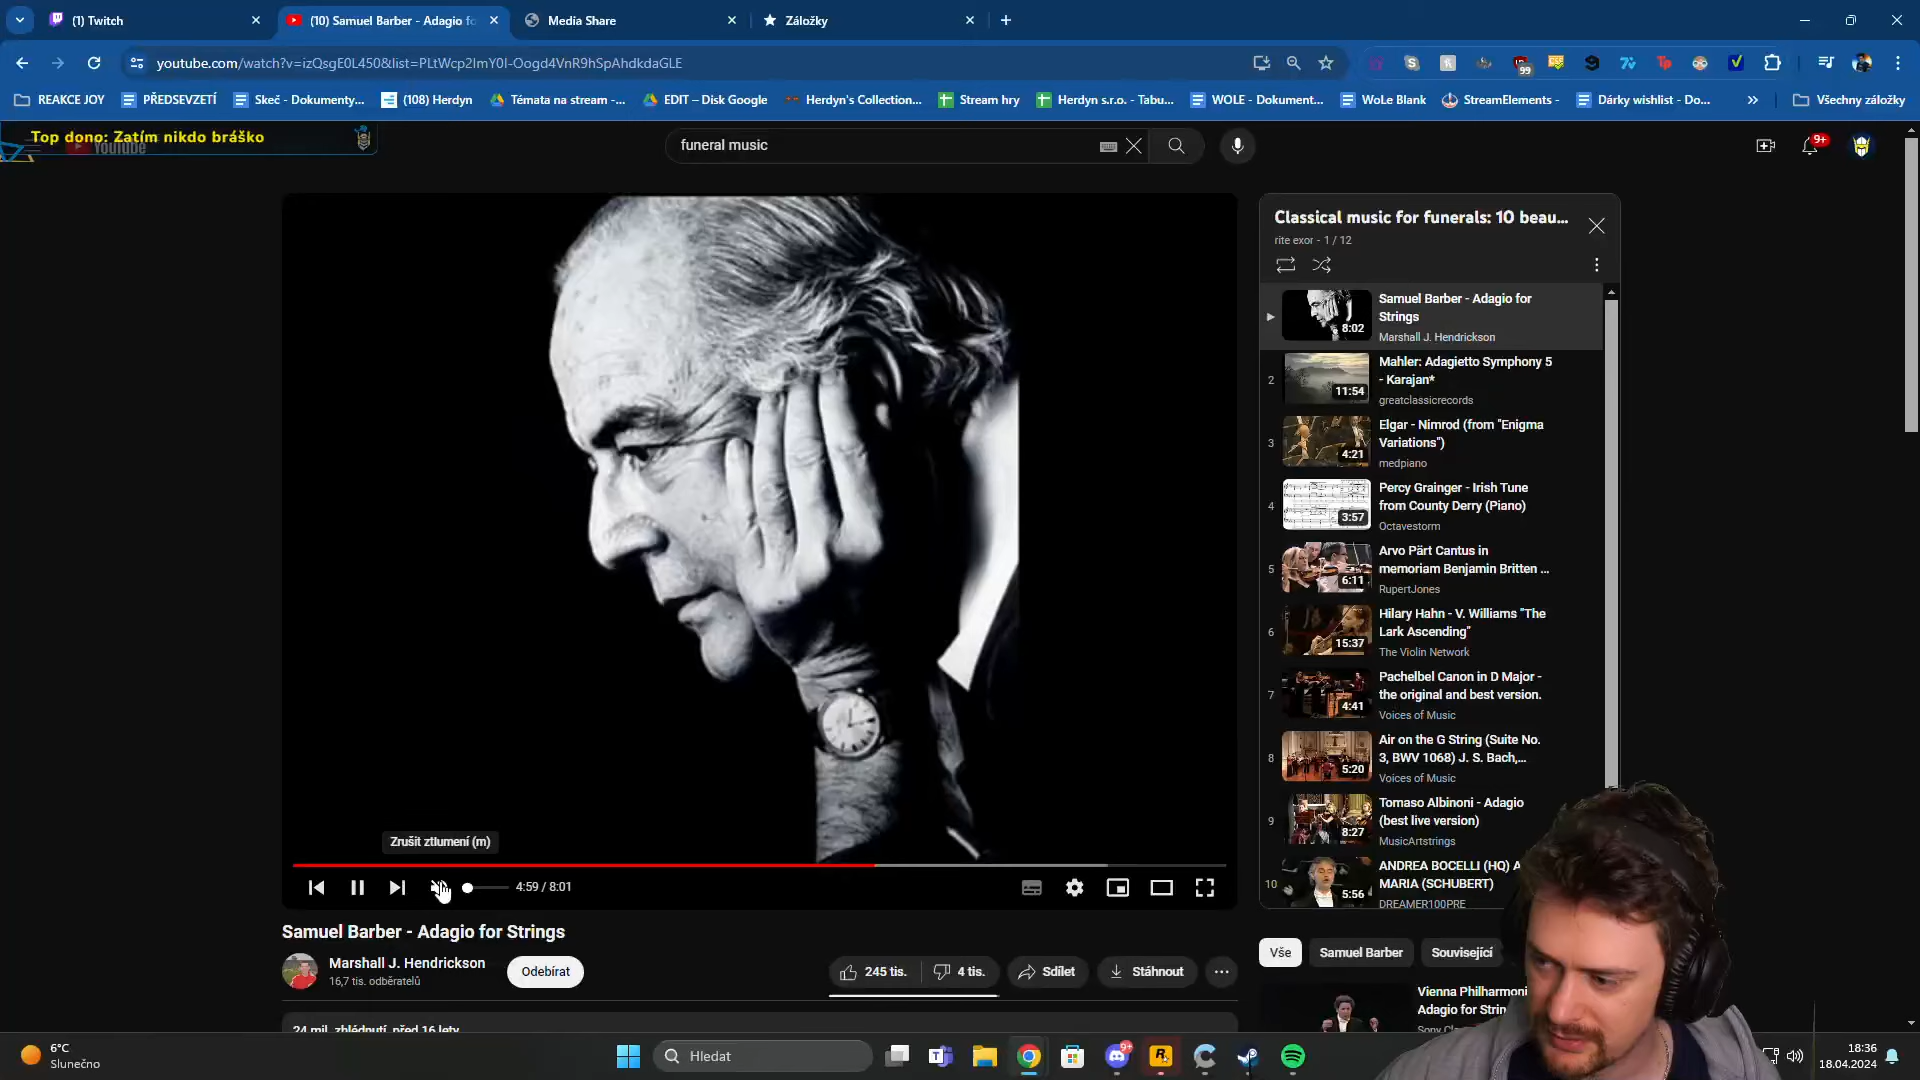 (1) Twitch
(10) Samuel Barber - Adagio fo
Media Share
Záložky
youtube.com/watch?v=izQsgE0L450&list=PLtWcp2ImY0I-Oogd4VnR9hSpAhdkdaGLE
99
REAKCE JOY
PŘEDSEVZETÍ
Skeč - Dokumenty...
(108) Herdyn
Témata na stream -...
EDIT – Disk Google
Herdyn's Collection...
Stream hry
Herdyn s.r.o. - Tabu...
WOLE - Dokument...
WoLe Blank
StreamElements -
Dárky wishlist - Do...
Všechny záložky
Top dono: Zatím nikdo bráško
YouTube
funeral music
9+
Classical music for funerals: 10 beau...
rite exor - 1 / 12
Samuel Barber - Adagio for
Strings
8:02
Marshall J. Hendrickson
2
Mahler: Adagietto Symphony 5
- Karajan*
11:54
greatclassicrecords
3
Elgar - Nimrod (from "Enigma
Variations")
4:21
medpiano
4
Percy Grainger - Irish Tune
from County Derry (Piano)
3:57
Octavestorm
5
Arvo Pärt Cantus in
memoriam Benjamin Britten ...
6:11
RupertJones
6
Hilary Hahn - V. Williams "The
Lark Ascending"
15:37
The Violin Network
7
Pachelbel Canon in D Major -
the original and best version.
4:41
Voices of Music
8
Air on the G String (Suite No.
3, BWV 1068) J. S. Bach,...
5:20
Voices of Music
9
Tomaso Albinoni - Adagio
(best live version)
8:27
MusicArtstrings
10
ANDREA BOCELLI (HQ) A
MARIA (SCHUBERT)
5:56
DREAMER100PRE
Zrušit ztlumení (m)
4:59 / 8:01
Samuel Barber - Adagio for Strings
Marshall J. Hendrickson
16,7 tis. odběratelů
Odebírat
245 tis.
4 tis.
Sdílet
Stáhnout
Vše
Samuel Barber
Související
Vienna Philharmoni
Adagio for Strin
24 mil. zhlédnutí před 16 lety
6°C
Slunečno
Hledat
9+
18:36
18.04.2024